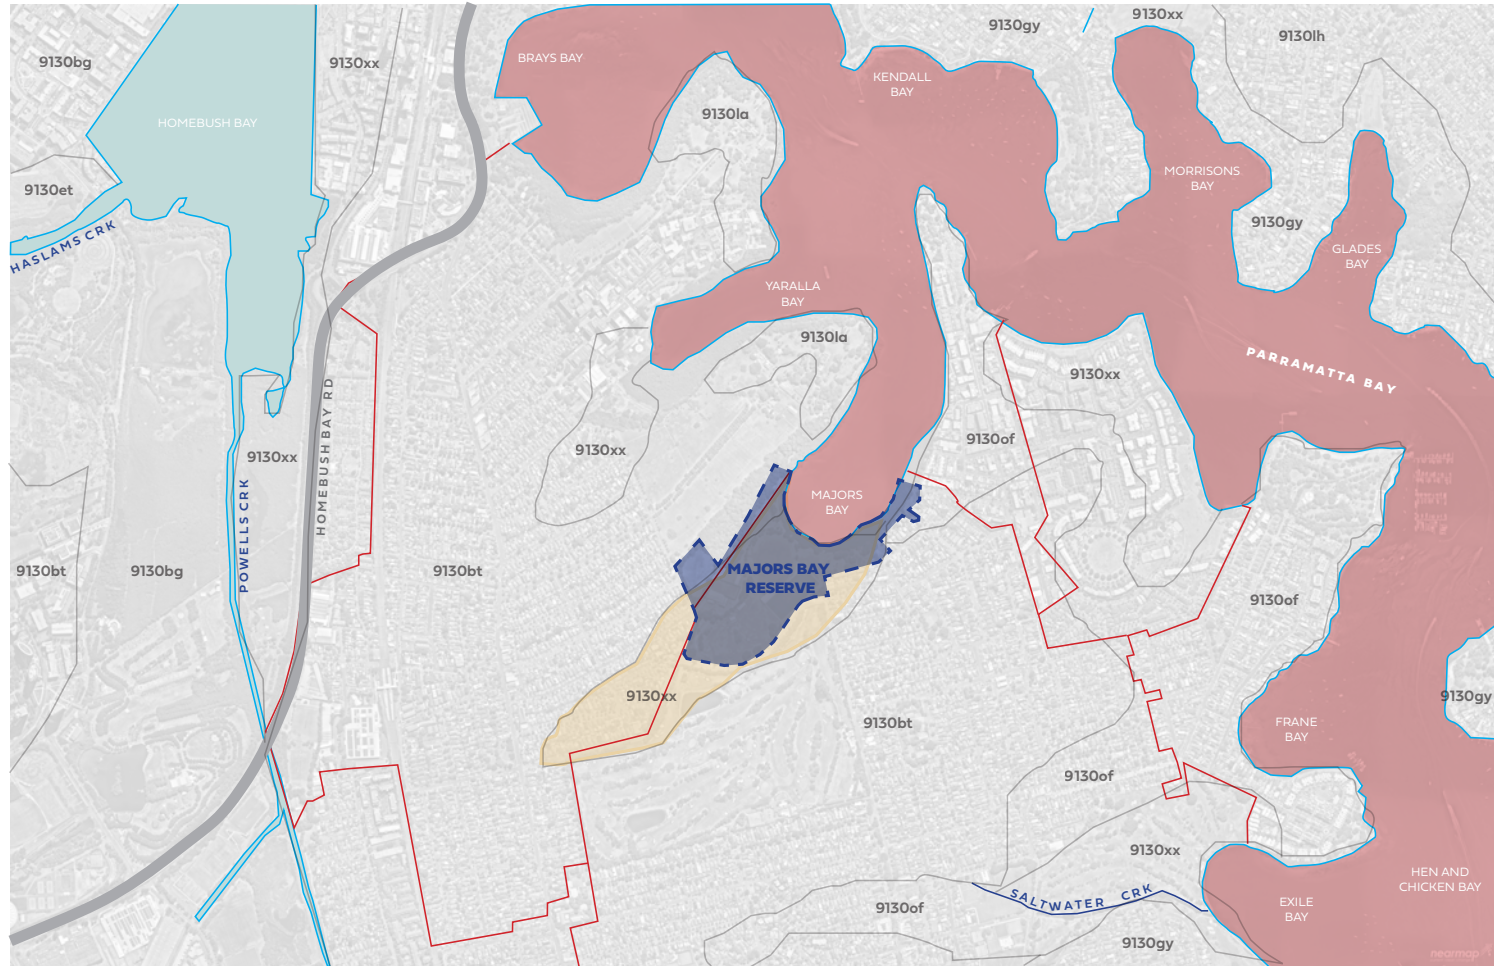 9130bg
9130xx
BRAYS BAY
KENDALL
BAY
9130gy
9130xx
9130lh
HOMEBUSH BAY
9130la
9130et
MORRISONS
BAY
9130gy
HASLAMS CRK
GLADES
BAY
YARALLA
BAY
9130la
PARRAMATTA BAY
9130xx
HOMEBUSH BAY RD
9130xx
9130xx
9130of
POWELLS CRK
MAJORS
BAY
9130bt
9130bg
9130bt
MAJORS BAY
RESERVE
9130of
9130xx
9130bt
9130gy
FRANE
BAY
9130of
9130xx
HEN AND
CHICKEN BAY
SALTWATER CRK
9130of
EXILE
BAY
9130gy
nearmap